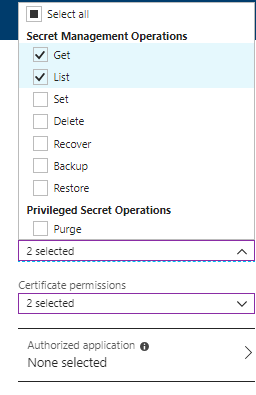 Select all
Secret Management Operations
Get
List
Set
Delete
Recover
Backup
Restore
Privileged Secret Operations
Purge
2 selected
Certificate permissions
2 selected
Authorized application
None selected